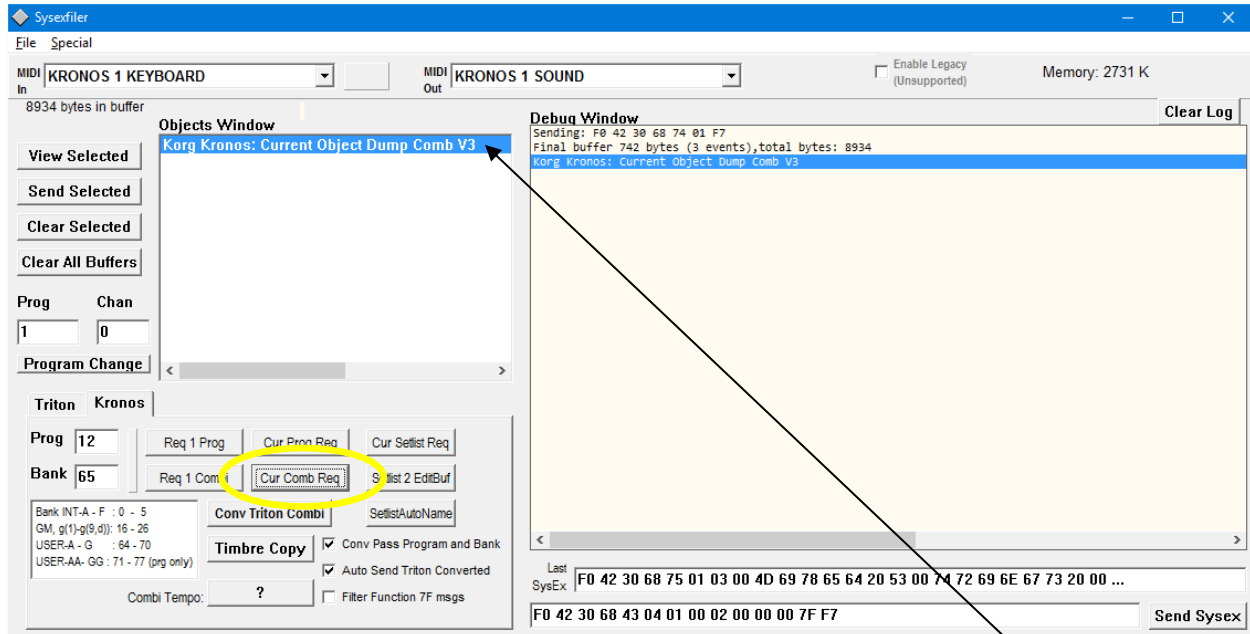 Sysexfiler
File Special
MIDI In KRONOS 1 KEYBOARD
MIDI Out KRONOS 1 SOUND
Enable Legacy
(Unsupported)
Memory: 2731 K
8934 bytes in buffer
Clear Log
Objects Window
Korg Kronos: Current Object Dump Comb V3
Debug Window
Sending: F0 42 30 68 74 01 F7
Final buffer 742 bytes (3 events),total bytes: 8934
Korg Kronos: Current Object Dump Comb V3
View Selected
Send Selected
Clear Selected
Clear All Buffers
Prog Chan
1 0
Program Change
Triton Kronos
Prog 12
Req 1 Prog Cur Prog Req Cur Setlist Req
Bank 65
Req 1 Combi Cur Comb Req Setlist 2 EditBuf
Bank INT-A - F : 0 - 5
GM, g(1)-g(9,d)): 16 - 26
USER-A - G : 64 - 70
USER-AA- GG : 71 - 77 (prg only)
Conv Triton Combi SetlistAutoName
Timbre Copy
Conv Pass Program and Bank
Auto Send Triton Converted
Combi Tempo: ?
Filter Function 7F msgs
Last SysEx F0 42 30 68 75 01 03 00 4D 69 78 65 64 20 53 00 74 72 69 6E 67 73 20 00 ...
F0 42 30 68 43 04 01 00 02 00 00 00 7F F7
Send Sysex